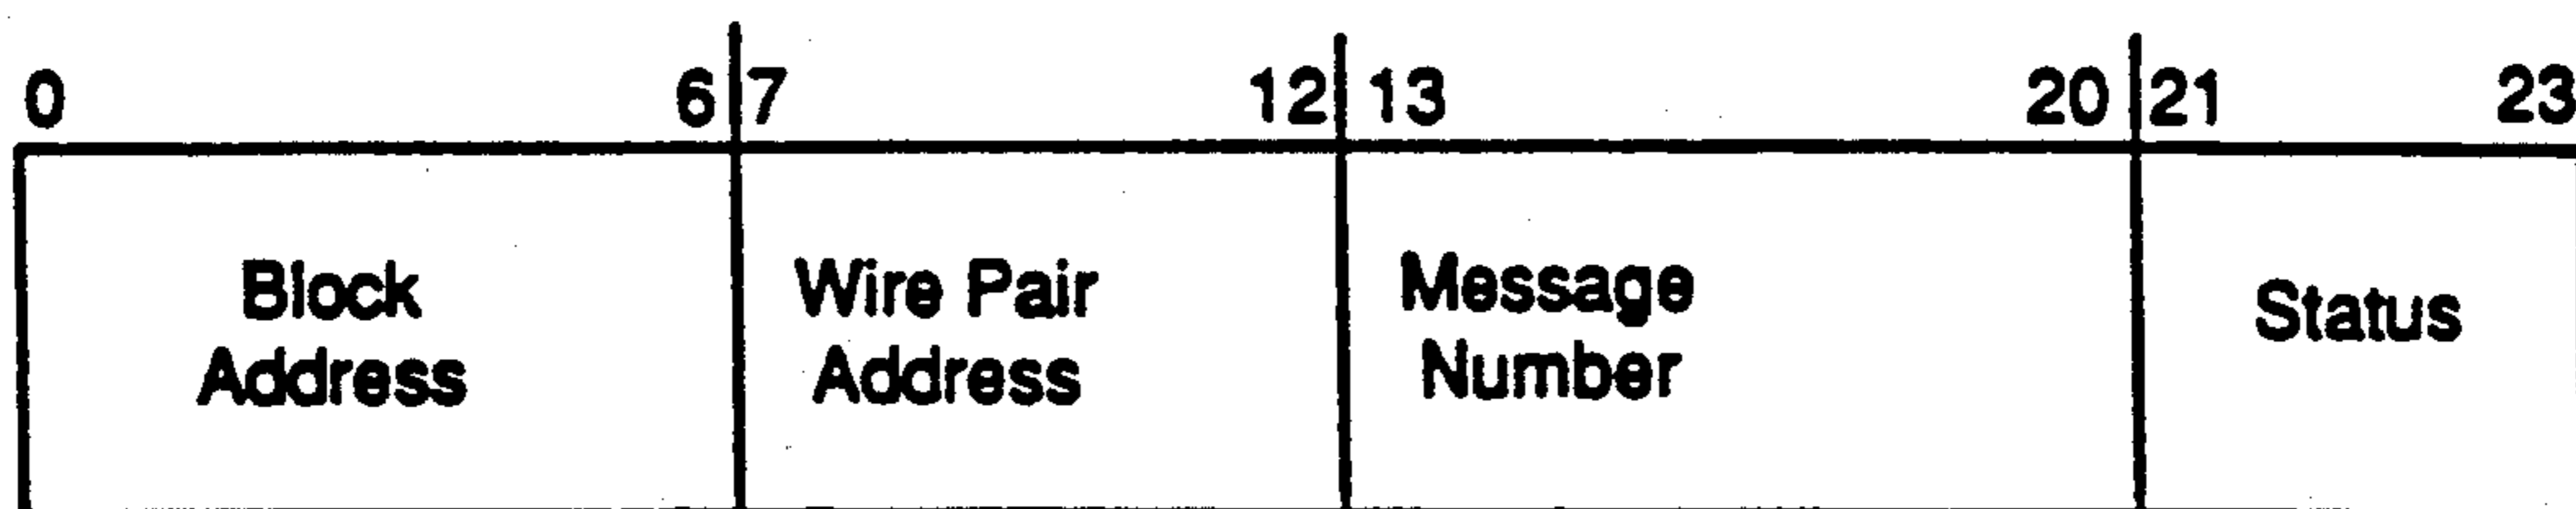 0 6 7 12 13 20 21 23
Block Wire Pair Message Status
Address Address Number